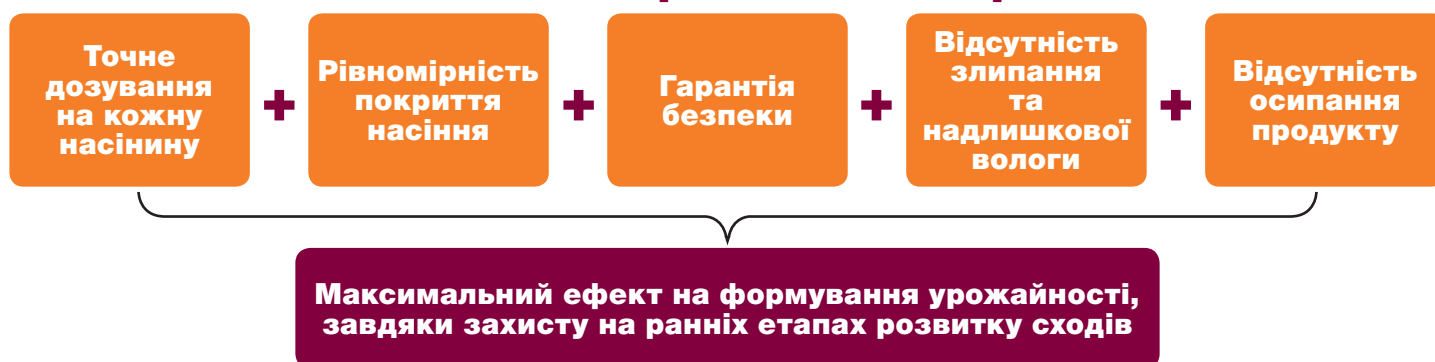 Точне
дозування
на кожну
насінину
+
Рівномірність
покриття
насіння
+
Гарантія
безпеки
+
Відсутність
злипання
та
надлишкової
вологи
+
Відсутність
осипання
продукту
Максимальний ефект на формування урожайності,
завдяки захисту на ранніх етапах розвитку сходів